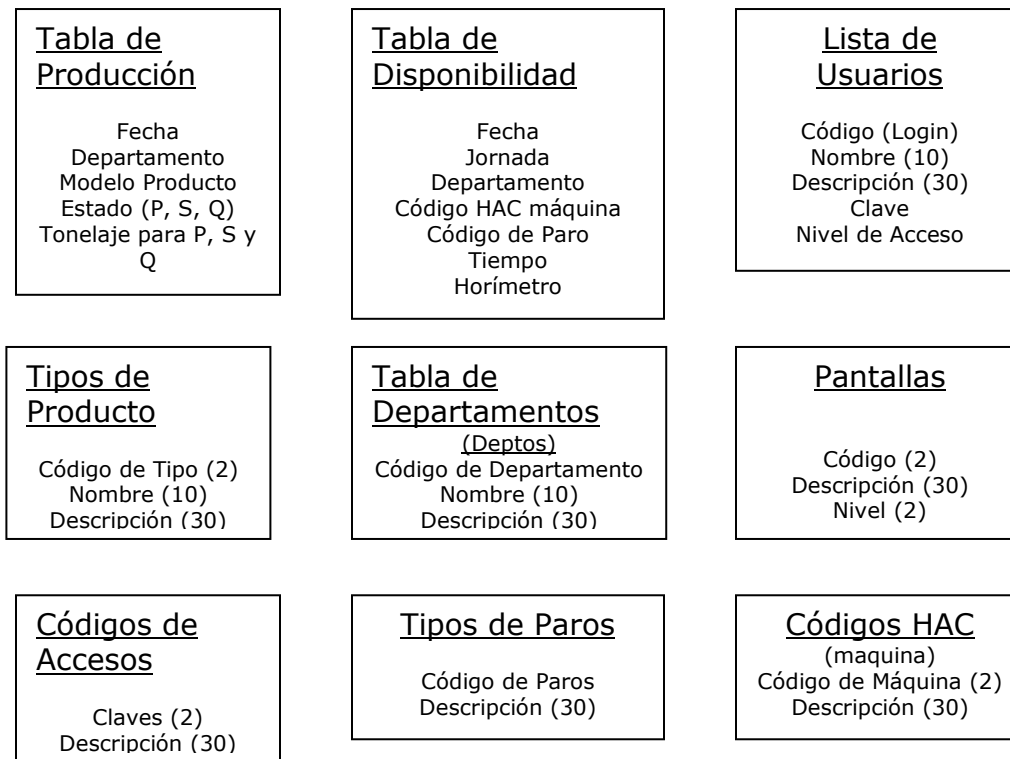 Tabla de
Producción
Fecha
Departamento
Modelo Producto
Estado (P, S, Q)
Tonelaje para P, S y
Q
Tabla de
Disponibilidad
Fecha
Jornada
Departamento
Código HAC máquina
Código de Paro
Tiempo
Horímetro
Lista de
Usuarios
Código (Login)
Nombre (10)
Descripción (30)
Clave
Nivel de Acceso
Tipos de
Producto
Código de Tipo (2)
Nombre (10)
Descripción (30)
Tabla de
Departamentos
(Deptos)
Código de Departamento
Nombre (10)
Descripción (30)
Pantallas
Código (2)
Descripción (30)
Nivel (2)
Códigos de
Accesos
Claves (2)
Descripción (30)
Tipos de Paros
Código de Paros
Descripción (30)
Códigos HAC
(maquina)
Código de Máquina (2)
Descripción (30)